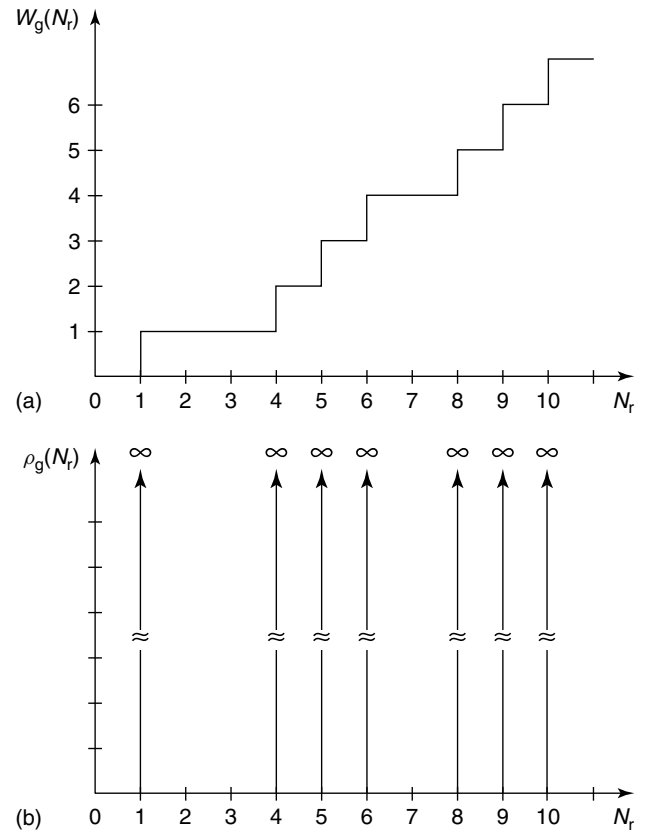 W_g(N_r)
6
5
4
3
2
1
(a) 0 1 2 3 4 5 6 7 8 9 10 N_r
ρ_g(N_r) ∞ ∞ ∞ ∞ ∞ ∞ ∞
≈ ≈ ≈ ≈ ≈ ≈ ≈
(b) 0 1 2 3 4 5 6 7 8 9 10 N_r